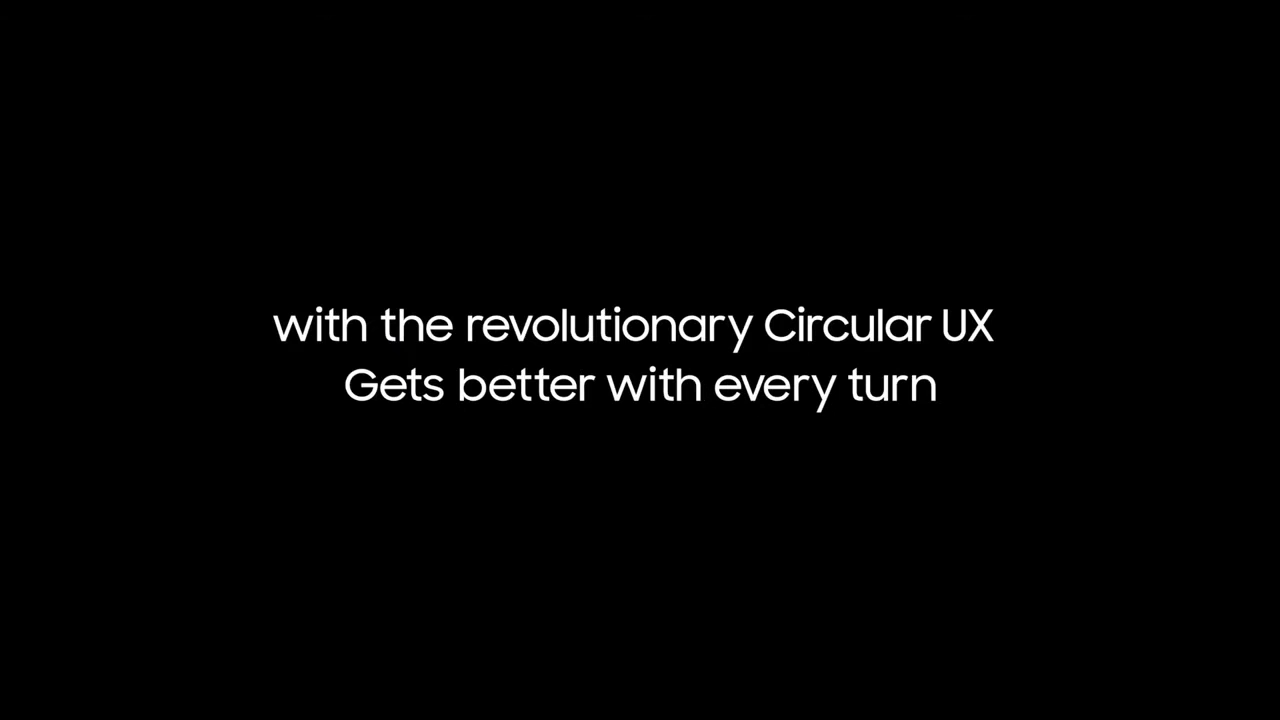 with the revolutionary Circular UX
Gets better with every turn